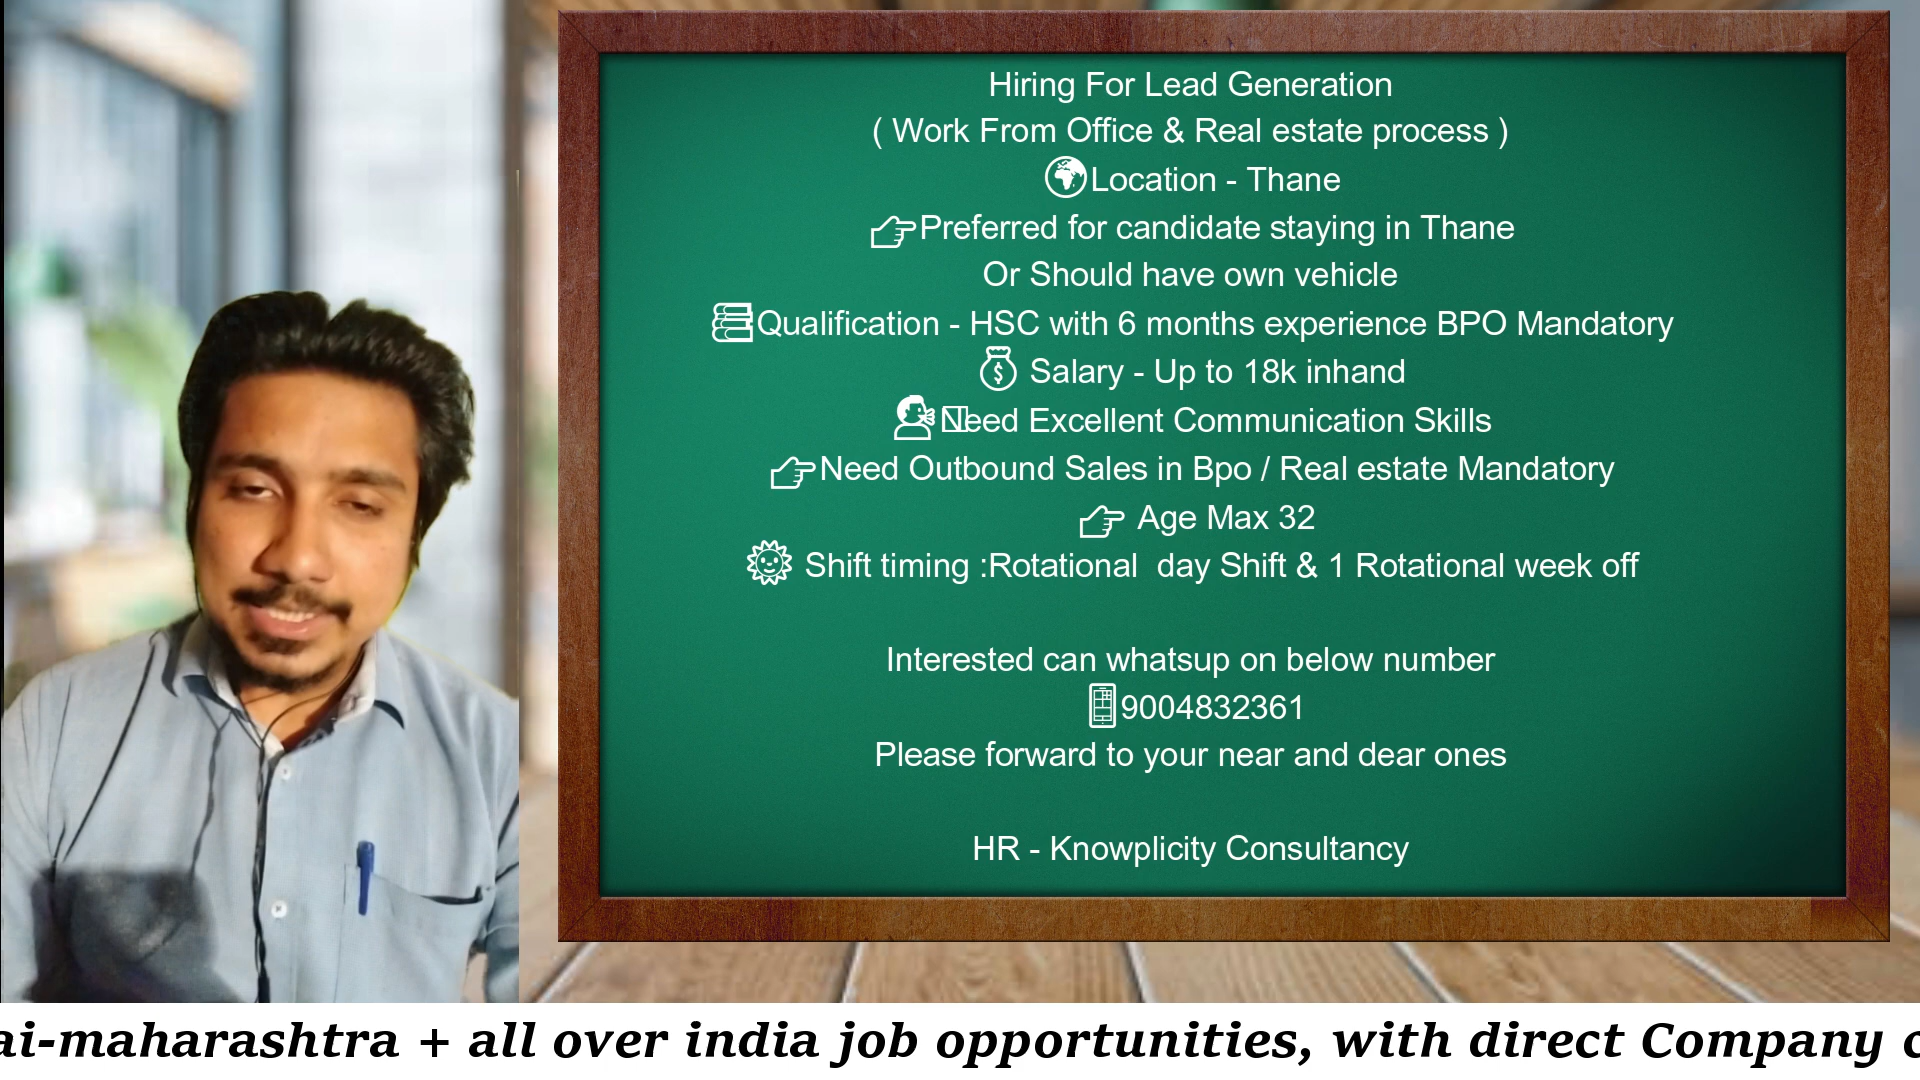 Hiring For Lead Generation
( Work From Office & Real estate process )
🌍Location - Thane
👉Preferred for candidate staying in Thane
Or Should have own vehicle
📚Qualification - HSC with 6 months experience BPO Mandatory
💰 Salary - Up to 18k inhand
🗣️Need Excellent Communication Skills
👉Need Outbound Sales in Bpo / Real estate Mandatory
👉 Age Max 32
🌞 Shift timing :Rotational  day Shift & 1 Rotational week off
Interested can whatsup on below number
📱9004832361
Please forward to your near and dear ones
HR - Knowplicity Consultancy
ai-maharashtra + all over india job opportunities, with direct Company